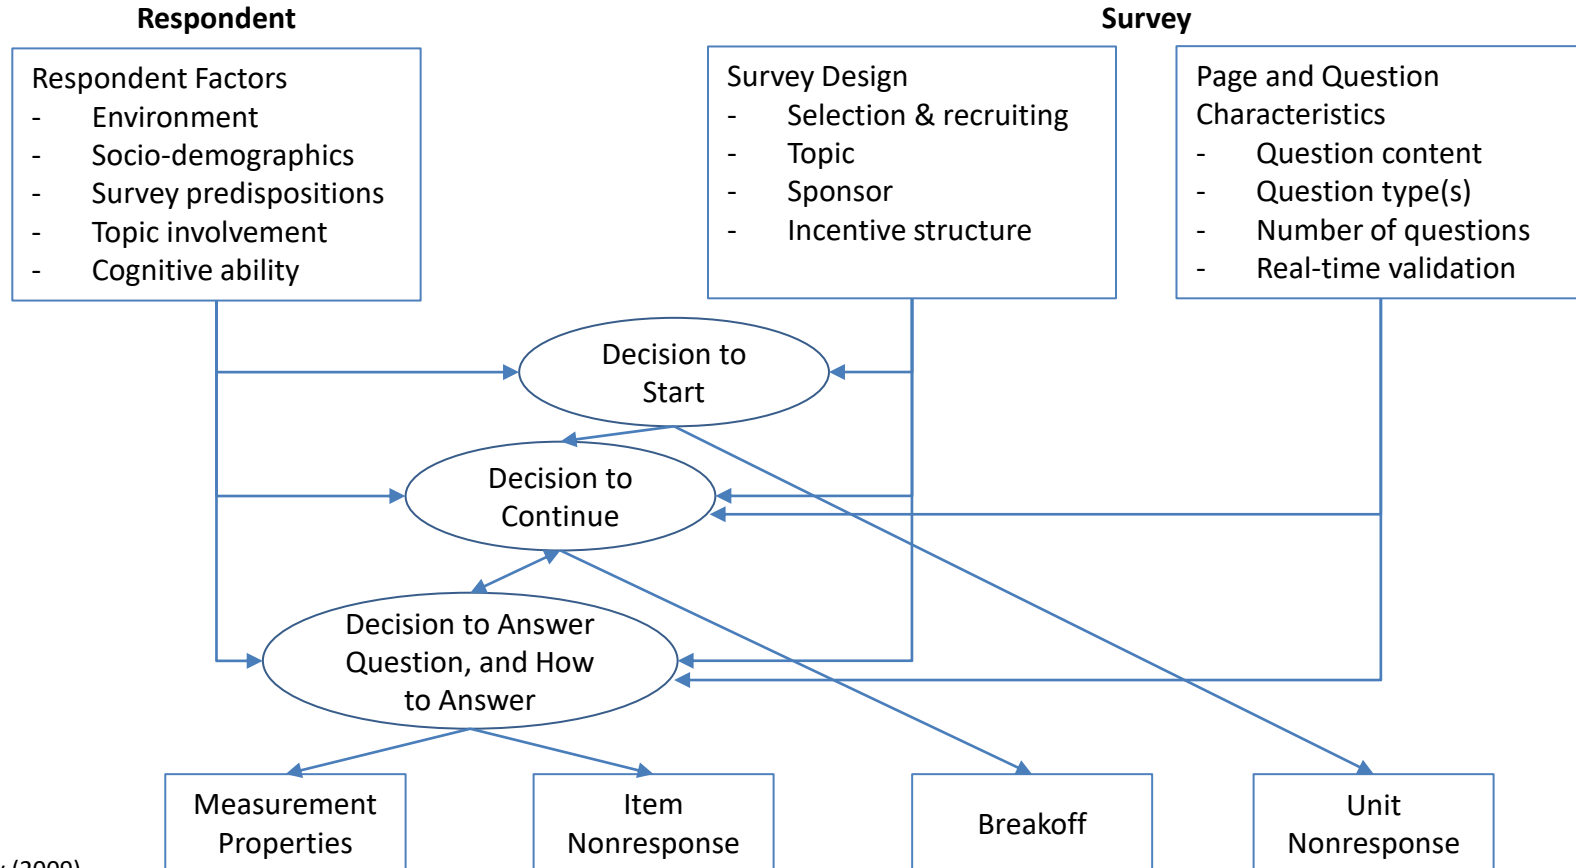 Respondent
Survey
Respondent Factors
- Environment
- Socio-demographics
- Survey predispositions
- Topic involvement
- Cognitive ability
Survey Design
- Selection & recruiting
- Topic
- Sponsor
- Incentive structure
Page and Question
Characteristics
- Question content
- Question type(s)
- Number of questions
- Real-time validation
Decision to
Start
Decision to
Continue
Decision to Answer
Question, and How
to Answer
Measurement
Properties
Item
Nonresponse
Breakoff
Unit
Nonresponse
(2009)